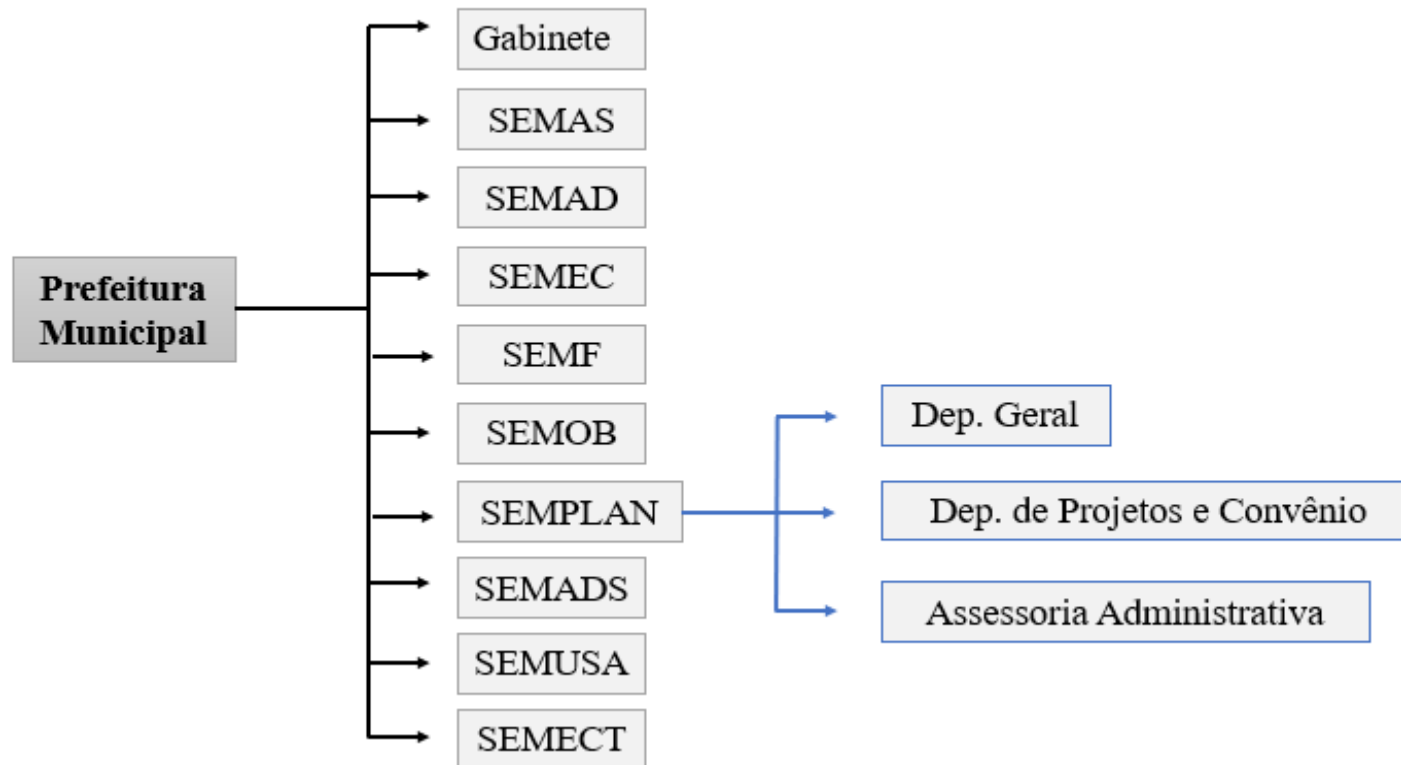 Gabinete
SEMAS
SEMAD
SEMEC
Prefeitura
Municipal
SEMF
SEMOB
Dep. Geral
SEMPLAN
Dep. de Projetos e Convênio
SEMADS
Assessoria Administrativa
SEMUSA
SEMECT